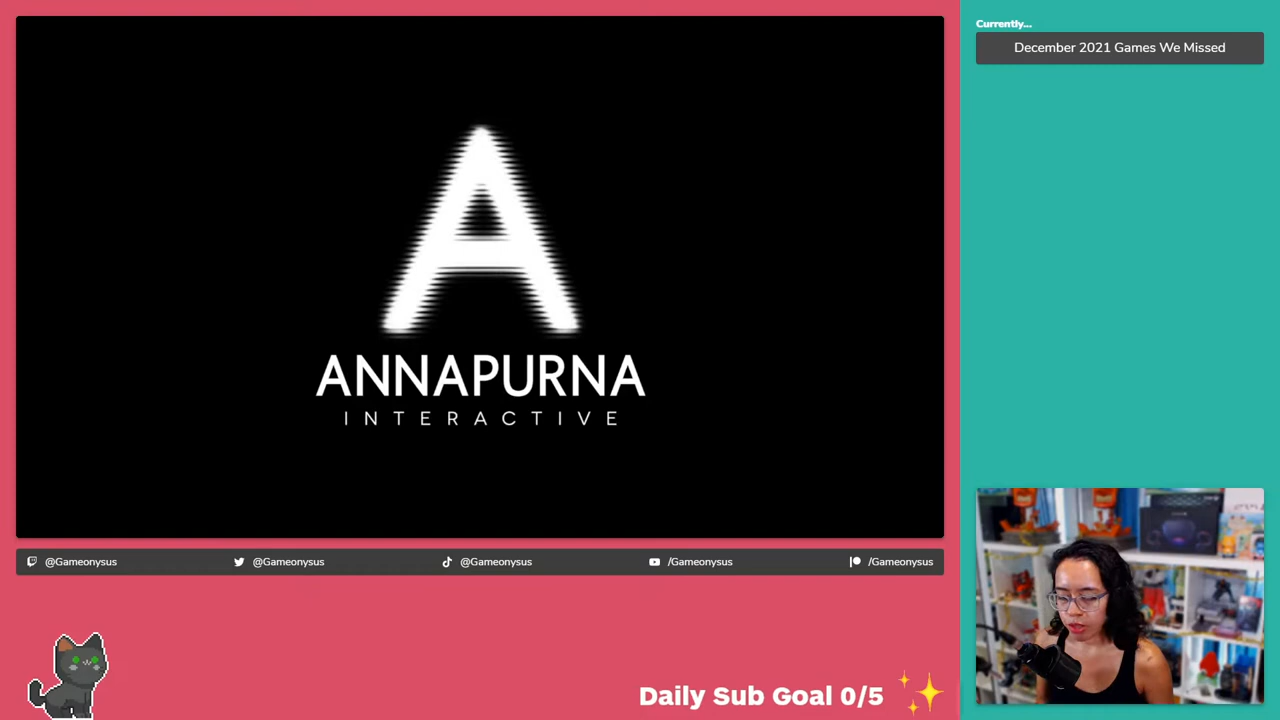 Currently...
December 2021 Games We Missed
A
ANNAPURNA
INTERACTIVE
@Gameonysus
@Gameonysus
@Gameonysus
/Gameonysus
/Gameonysus
Daily Sub Goal 0/5